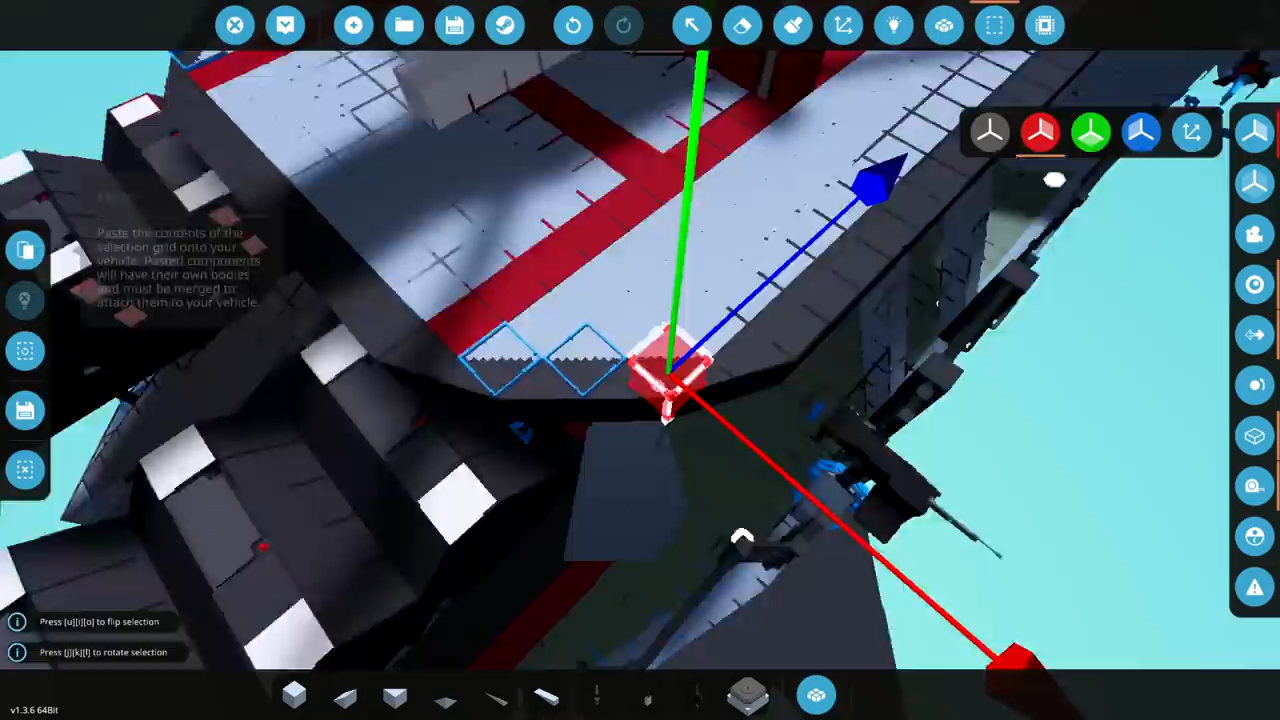 Paste the contents of the
selection grid onto your
vehicle. Pasted components
will have their own bodies
and must be merged to
attach them to your vehicle.
Press [u][i][o] to flip selection
Press [j][k][l] to rotate selection
v1.3.6 64Bit